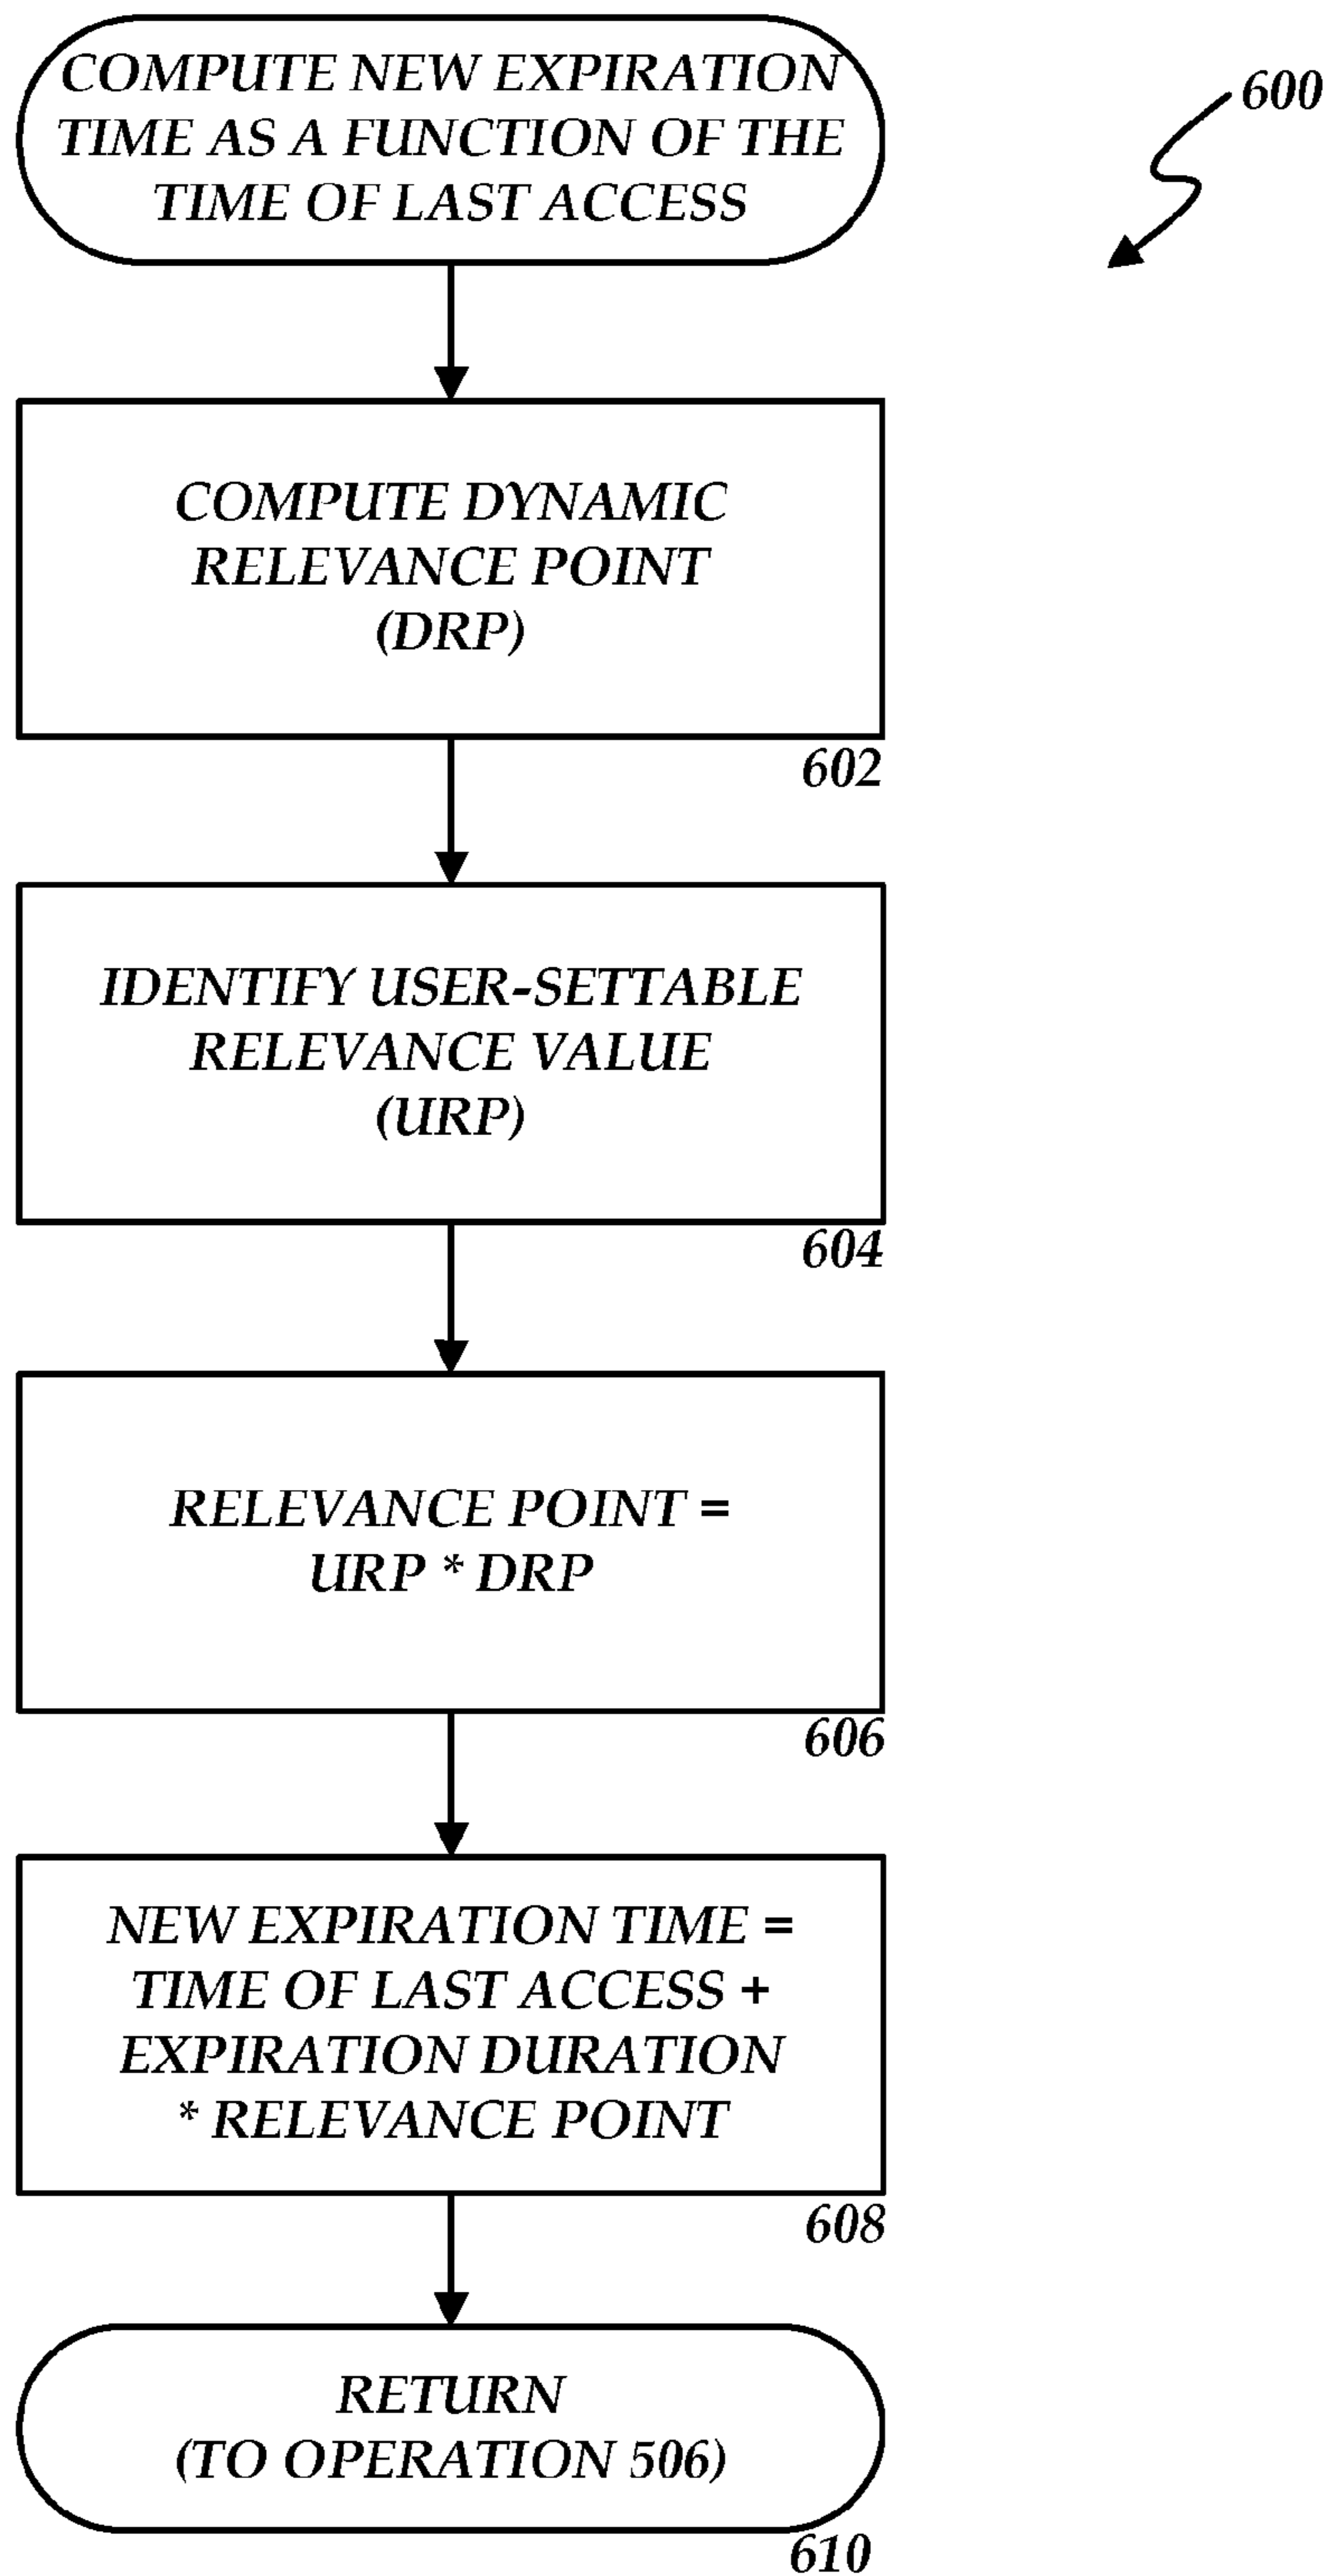 COMPUTE NEW EXPIRATION
TIME AS A FUNCTION OF THE
TIME OF LAST ACCESS
600
COMPUTE DYNAMIC
RELEVANCE POINT
(DRP)
602
IDENTIFY USER-SETTABLE
RELEVANCE VALUE
(URP)
604
RELEVANCE POINT =
URP * DRP
606
NEW EXPIRATION TIME =
TIME OF LAST ACCESS +
EXPIRATION DURATION
* RELEVANCE POINT
608
RETURN
(TO OPERATION 506)
610